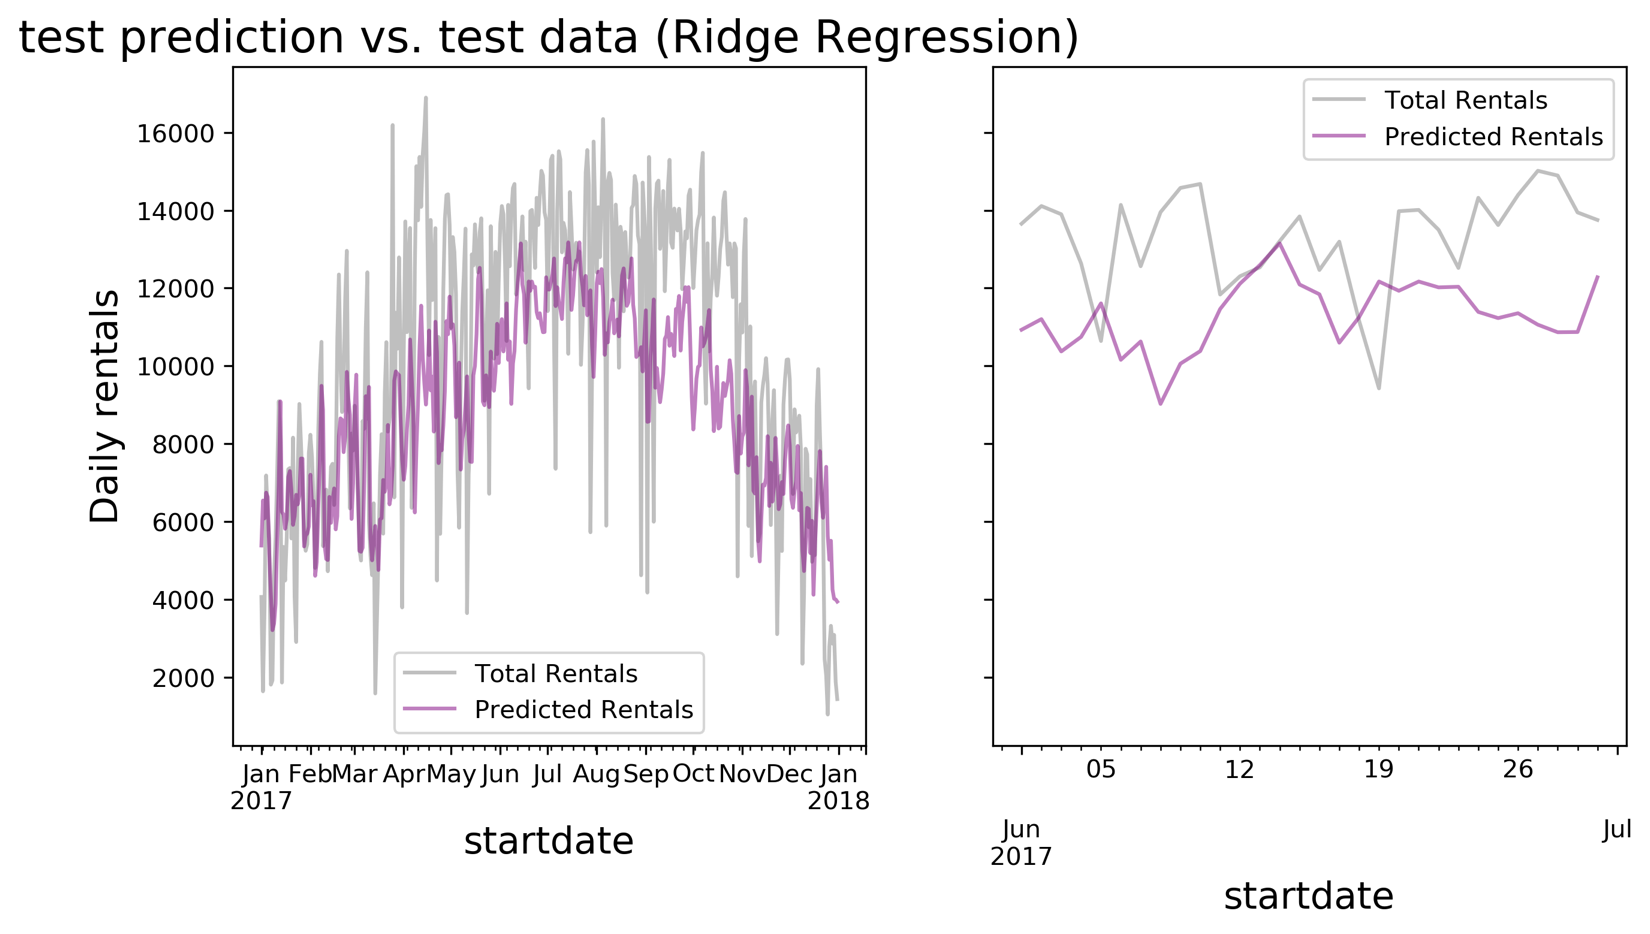 test prediction vs. test data (Ridge Regression)
Daily rentals
16000
14000
12000
10000
8000
6000
4000
2000
Total Rentals
Predicted Rentals
Jan Feb Mar Apr May Jun Jul Aug Sep Oct Nov Dec Jan
2017 2018
startdate
Total Rentals
Predicted Rentals
05 12 19 26
Jun Jul
2017
startdate